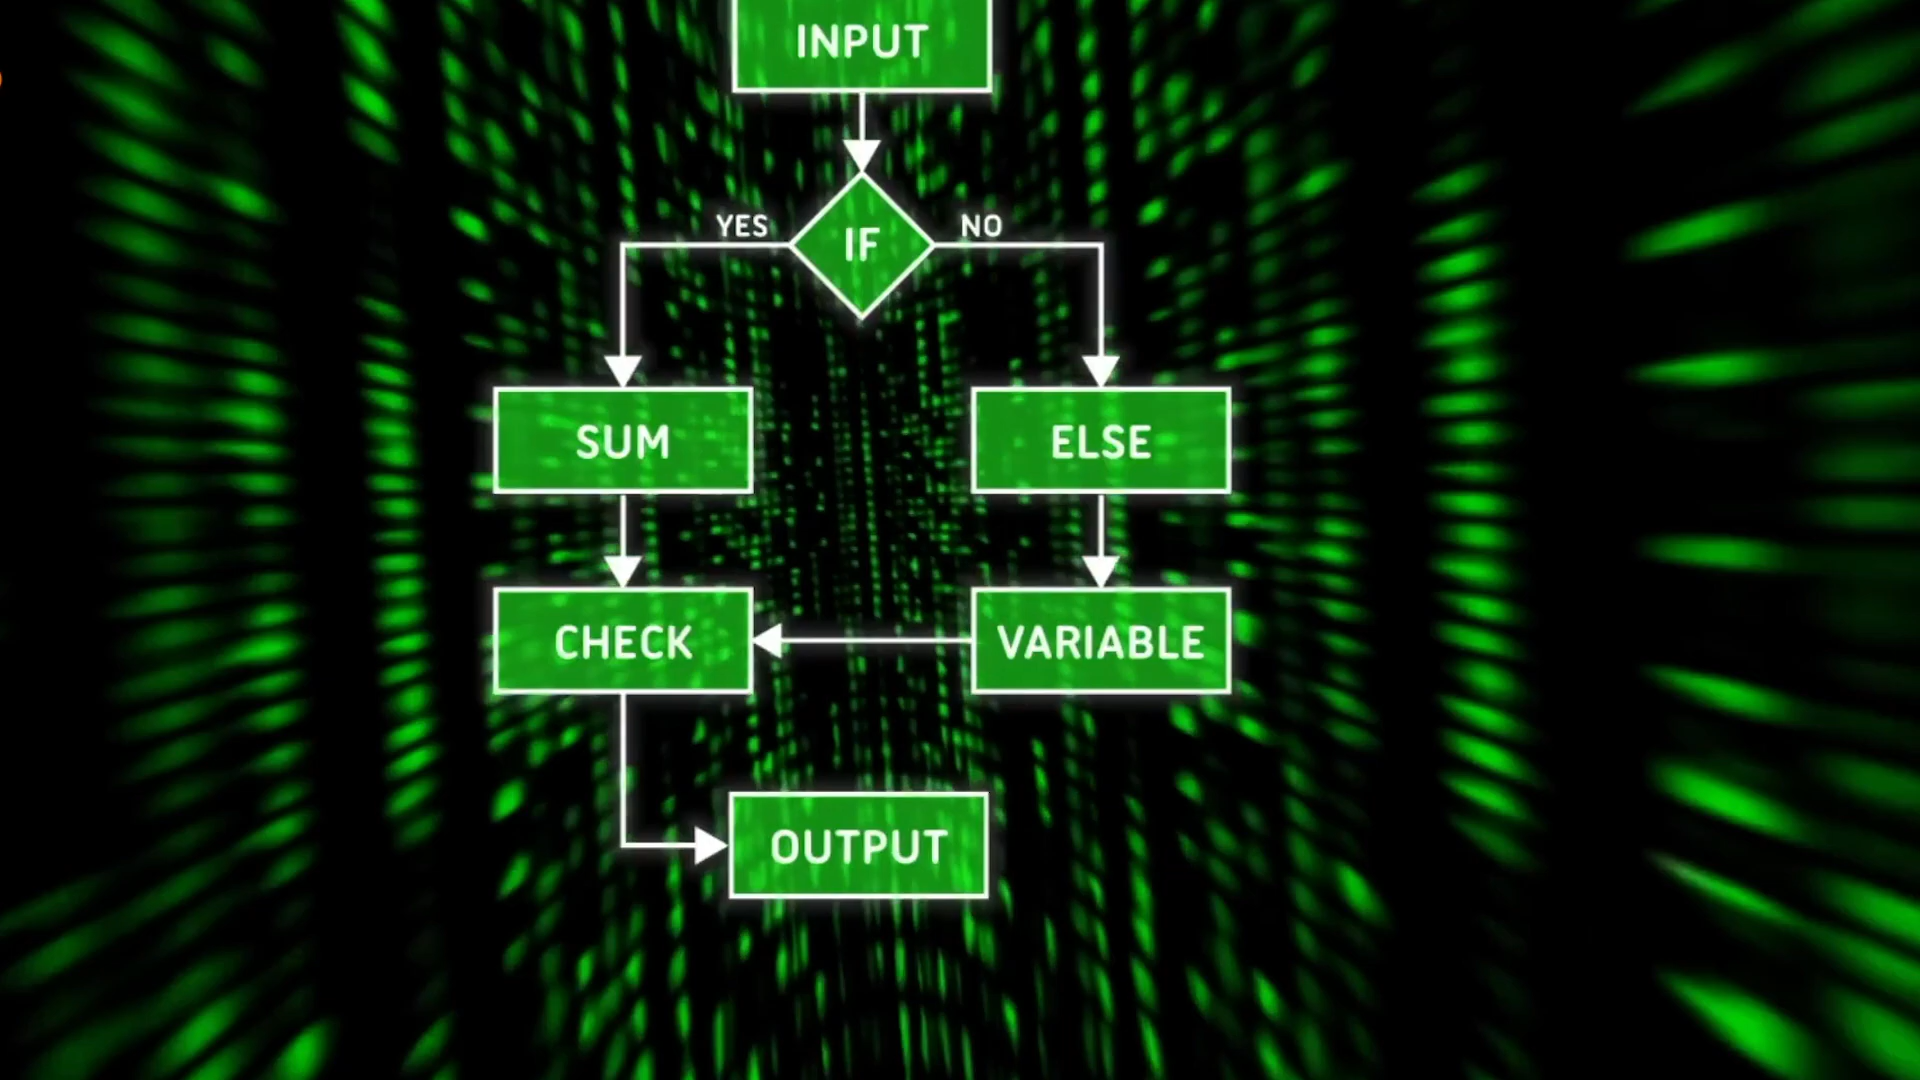 INPUT
YES
IF
NO
SUM
ELSE
CHECK
VARIABLE
OUTPUT